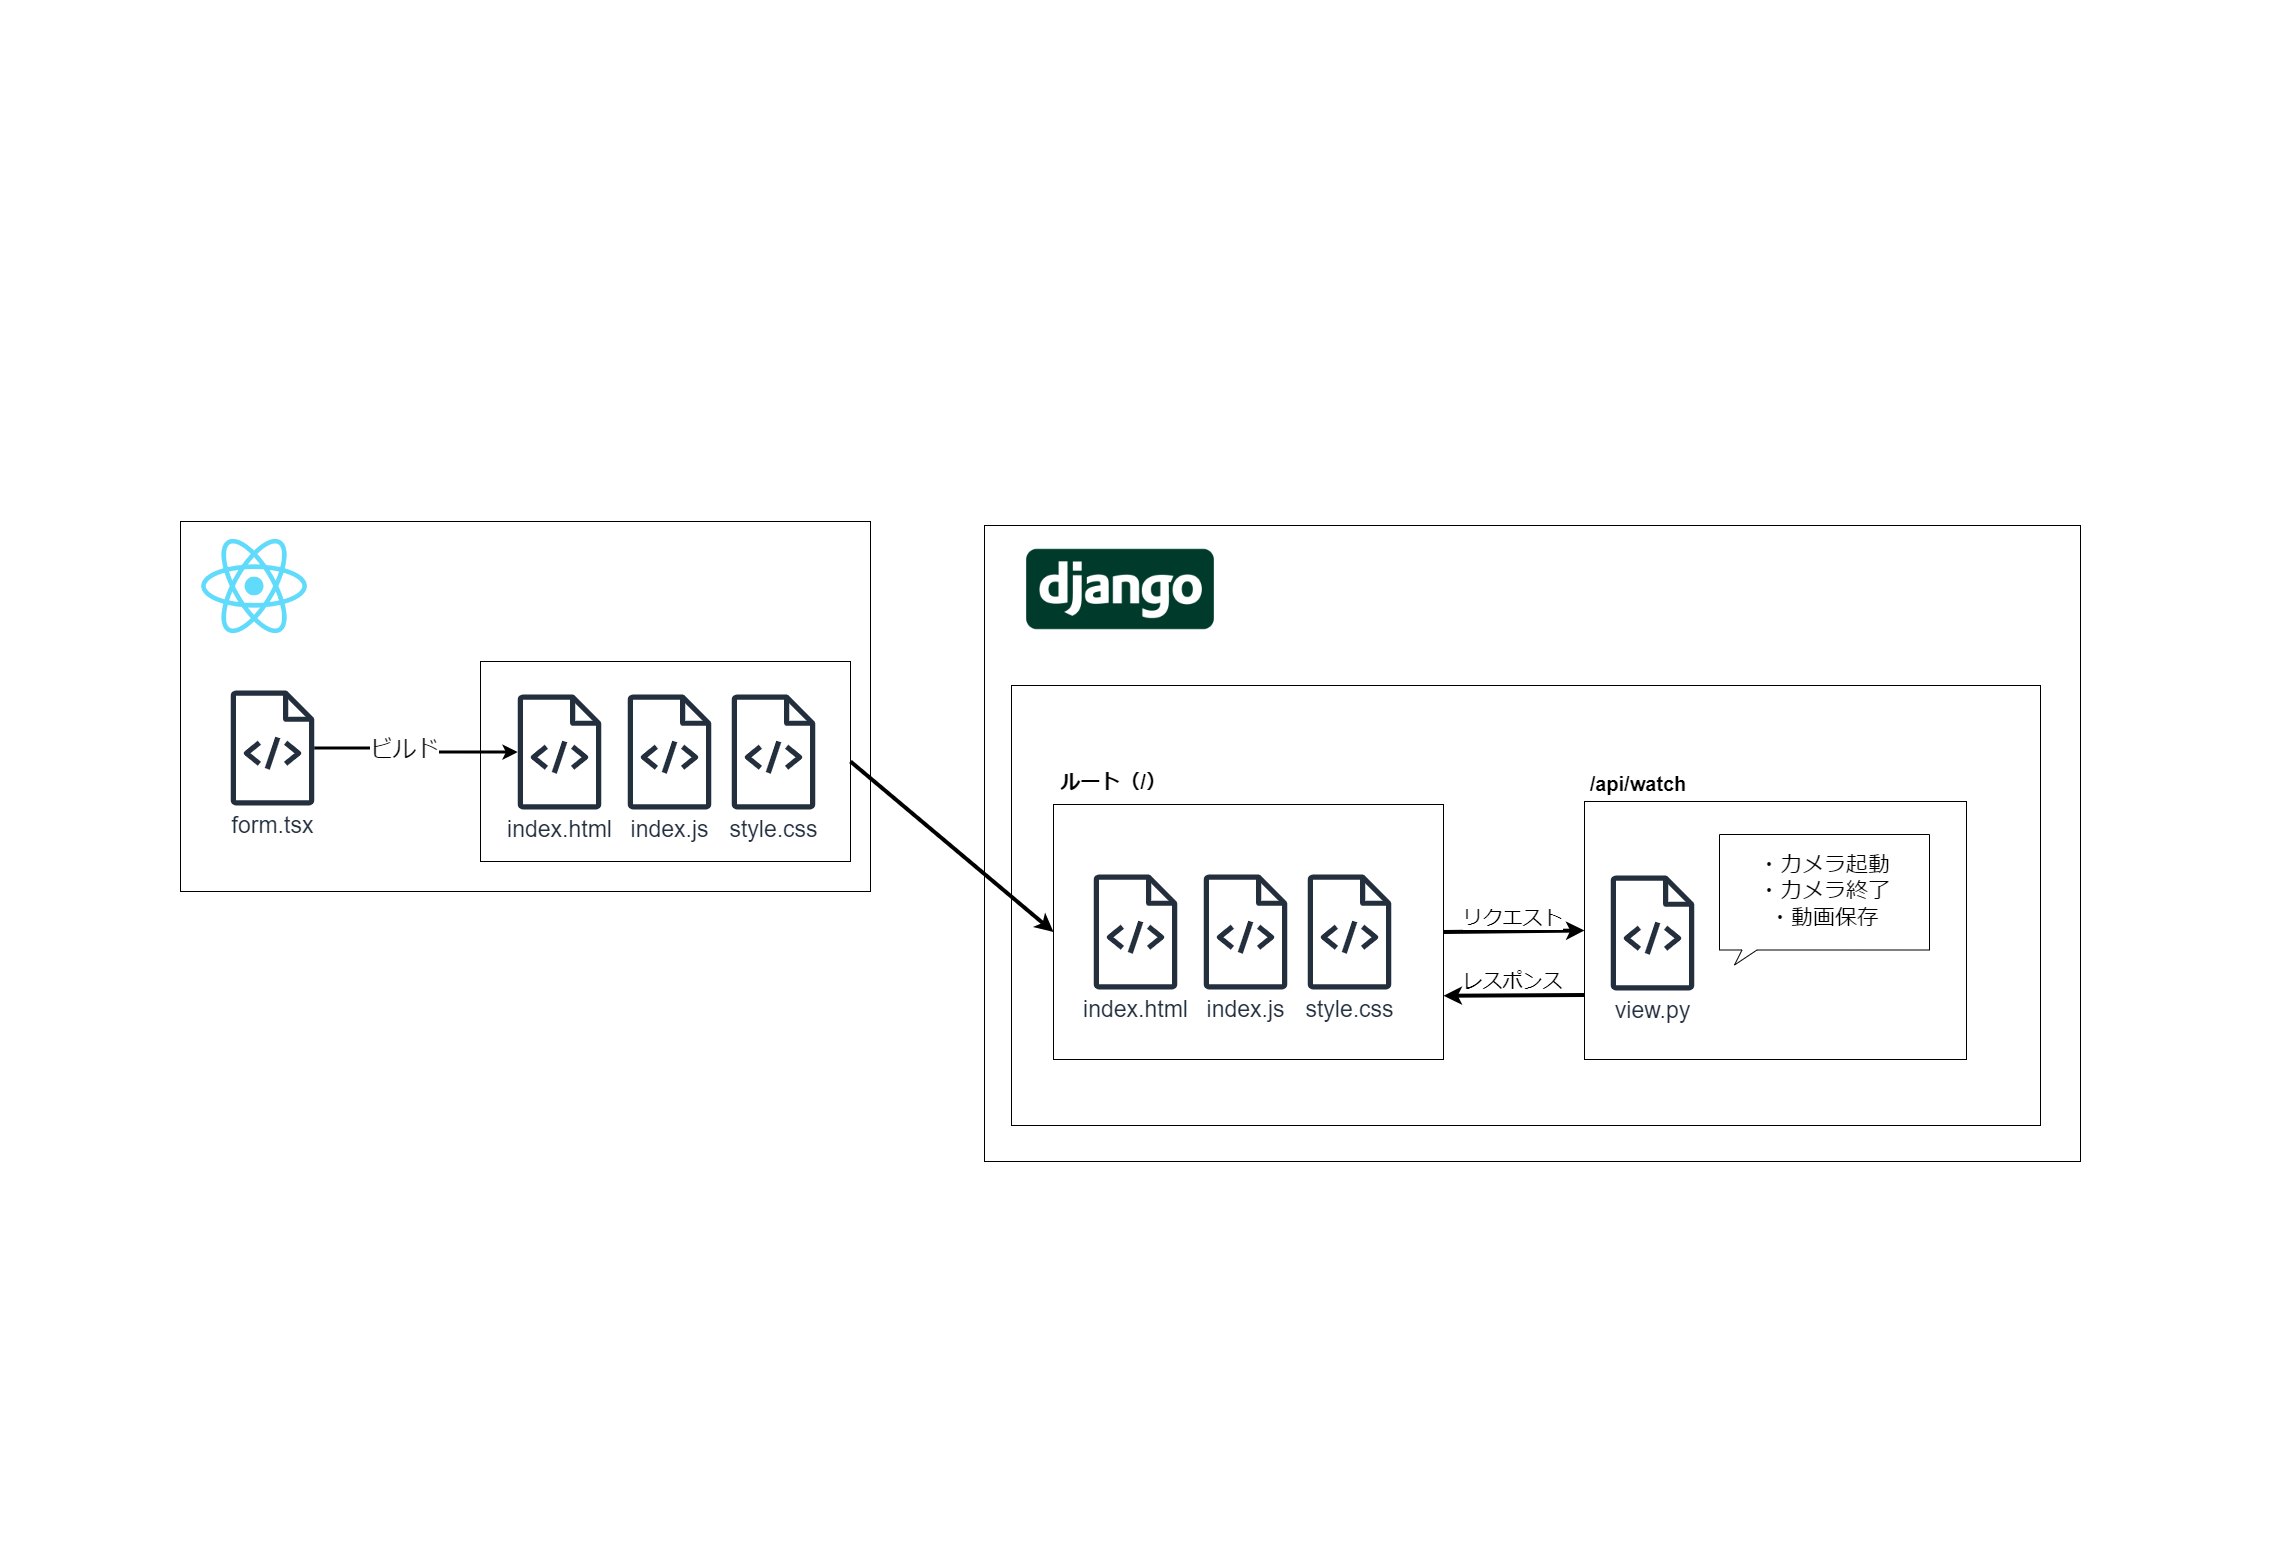 django
ビルド
form.tsx
index.html
index.js
style.css
ルート（/）
/api/watch
・カメラ起動
・カメラ終了
・動画保存
リクエスト
レスポンス
index.html
index.js
style.css
view.py